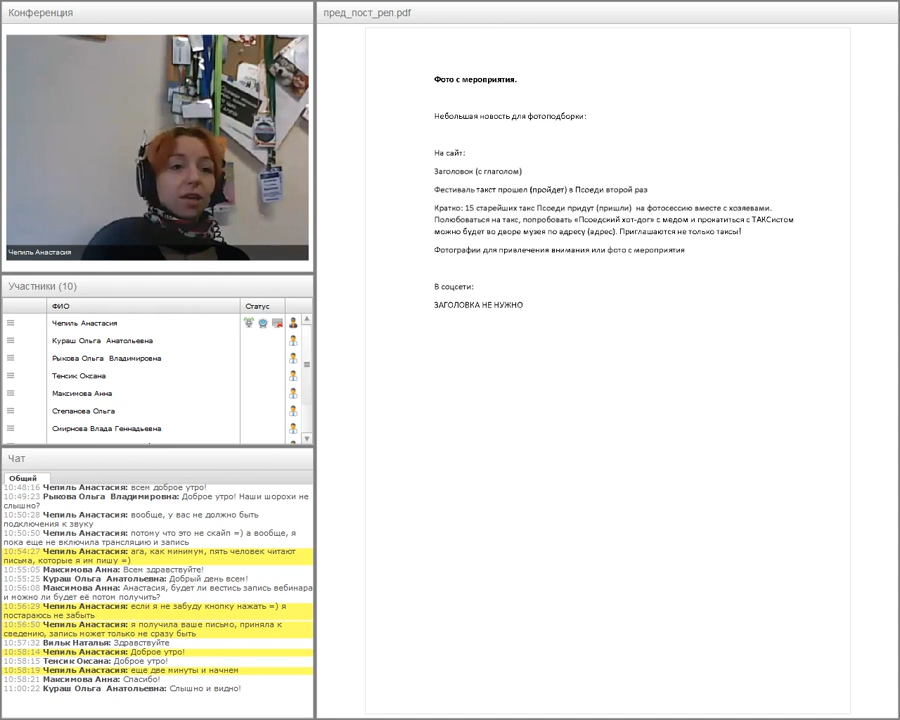 Конференция
Чепиль Анастасия
Участники (10)
ФИО Статус
Чепиль Анастасия
Кураш Ольга Анатольевна
Рыкова Ольга Владимировна
Тенсик Оксана
Максимова Анна
Степанова Ольга
Смирнова Влада Геннадьевна
Чат
Общий
10:48:16 Чепиль Анастасия: всем доброе утро!
10:49:23 Рыкова Ольга Владимировна: Доброе утро! Наши шорохи не
слышно?
10:50:28 Чепиль Анастасия: вообще, у вас не должно быть
подключения к звуку
10:50:50 Чепиль Анастасия: потому что это не скайп =) а вообще, я
пока еще не включила трансляцию и запись
10:54:27 Чепиль Анастасия: ага, как минимум, пять человек читают
письма, которые я им пишу =)
10:55:05 Максимова Анна: Всем здравствуйте!
10:55:25 Кураш Ольга Анатольевна: Добрый день всем!
10:56:08 Максимова Анна: Анастасия, будет ли вестись запись вебинара
и можно ли будет её потом получить?
10:56:29 Чепиль Анастасия: если я не забуду кнопку нажать =) я
постараюсь не забыть
10:56:50 Чепиль Анастасия: я получила ваше письмо, приняла к
сведению, запись может только не сразу быть
10:57:32 Вильк Наталья: Здравствуйте
10:58:14 Чепиль Анастасия: Доброе утро!
10:58:15 Тенсик Оксана: Доброе утро!
10:58:19 Чепиль Анастасия: еще две минуты и начнем
10:58:21 Максимова Анна: Спасибо!
11:00:22 Кураш Ольга Анатольевна: Слышно и видно!
пред_пост_рел.pdf
Фото с мероприятия.
Небольшая новость для фотоподборки:
На сайт:
Заголовок (с глаголом)
Фестиваль такст прошел (пройдет) в Псоеди второй раз
Кратко: 15 старейших такс Псоеди придут (пришли) на фотосессию вместе с хозяевами.
Полюбоваться на такс, попробовать «Псоедский хот-дог» с медом и прокатиться с ТАКСистом
можно будет во дворе музея по адресу (адрес). Приглашаются не только таксы!
Фотографии для привлечения внимания или фото с мероприятия
В соцсети:
ЗАГОЛОВКА НЕ НУЖНО